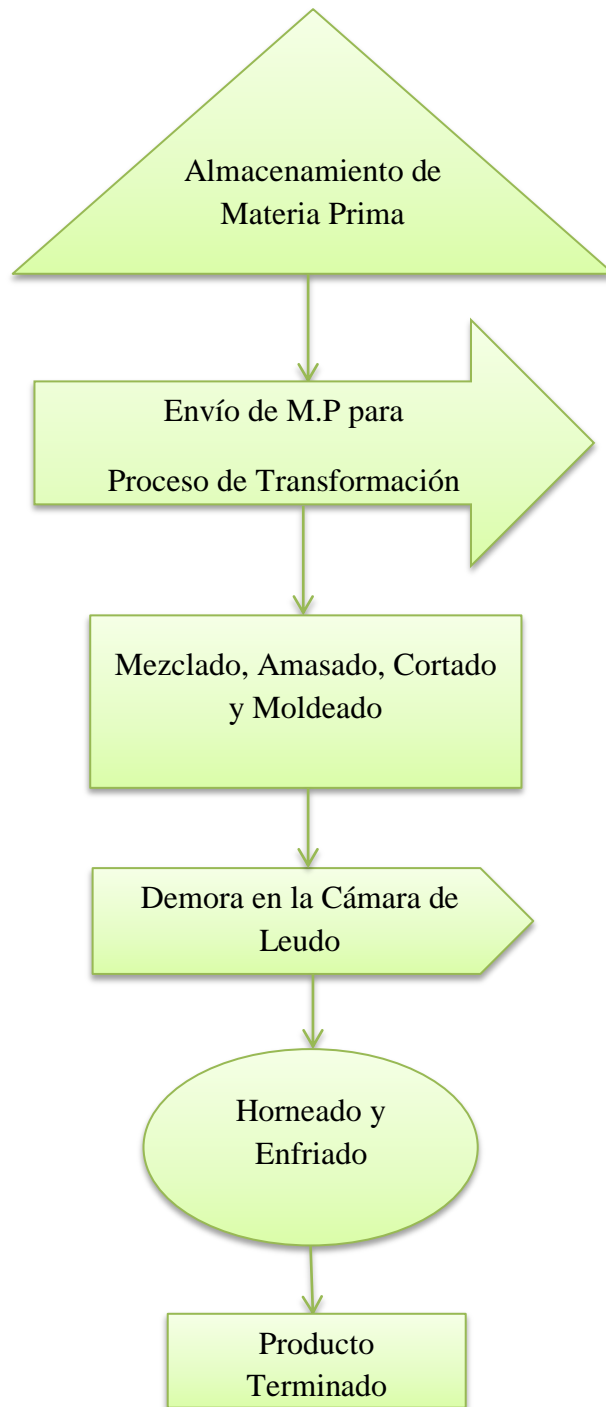 Almacenamiento de
Materia Prima
Envío de M.P para
Proceso de Transformación
Mezclado, Amasado, Cortado
y Moldeado
Demora en la Cámara de
Leudo
Horneado y
Enfriado
Producto
Terminado